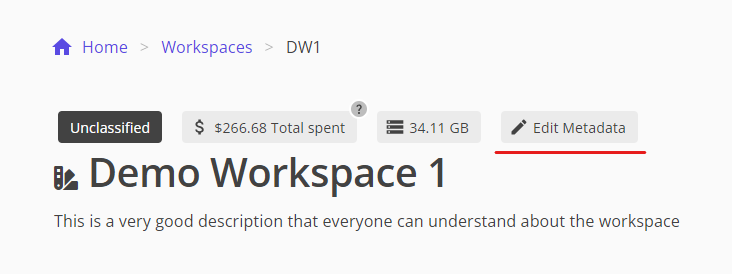 Home > Workspaces > DW1
?
Unclassified $ $266.68 Total spent 34.11 GB Edit Metadata
Demo Workspace 1
This is a very good description that everyone can understand about the workspace